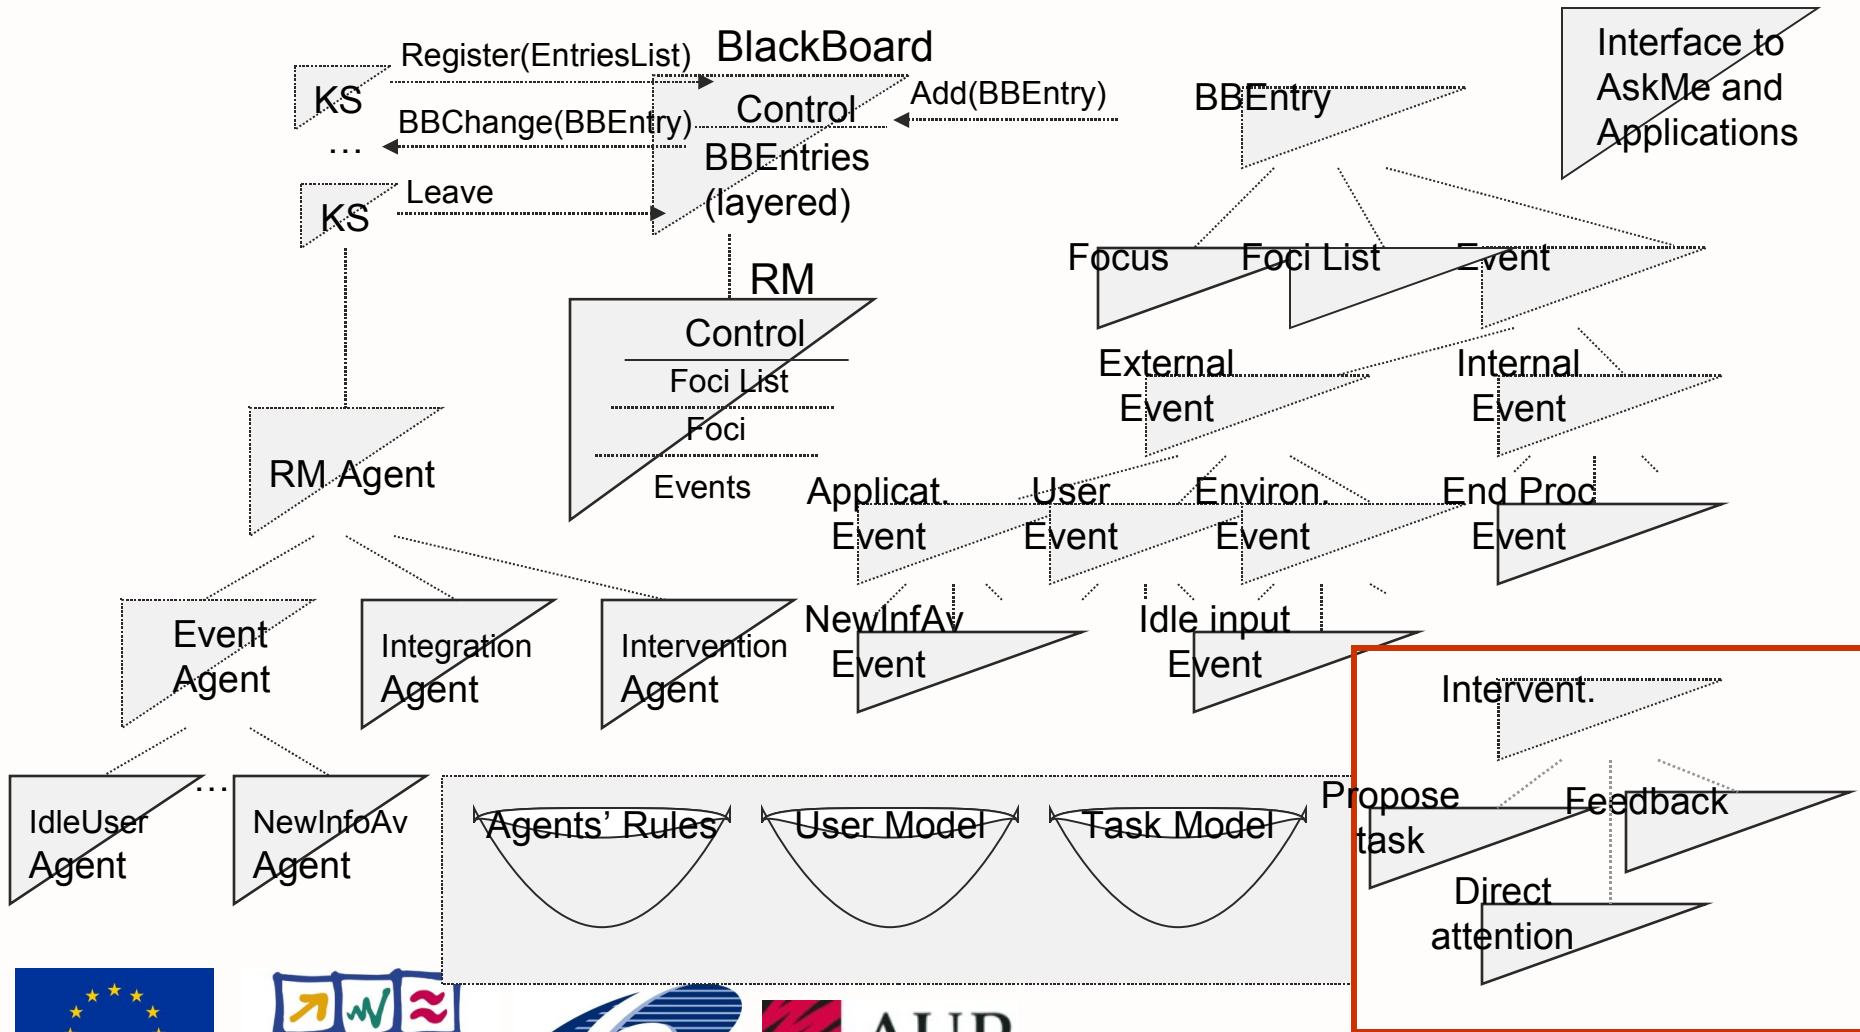 BlackBoard
Register(EntriesList)
KS
BBChange(BBEntry)
…
Leave
KS
Control
BBEntries
(layered)
Add(BBEntry)
BBEntry
Interface to
AskMe and
Applications
Focus
Foci List
Event
RM
Control
Foci List
Foci
Events
External
Event
Internal
Event
RM Agent
Applicat.
Event
User
Event
Environ.
Event
End Proc
Event
Event
Agent
Integration
Agent
Intervention
Agent
NewInfAv
Event
Idle input
Event
Intervent.
IdleUser
Agent
…
NewInfoAv
Agent
Agents’ Rules
User Model
Task Model
Propose
task
Feedback
Direct
attention